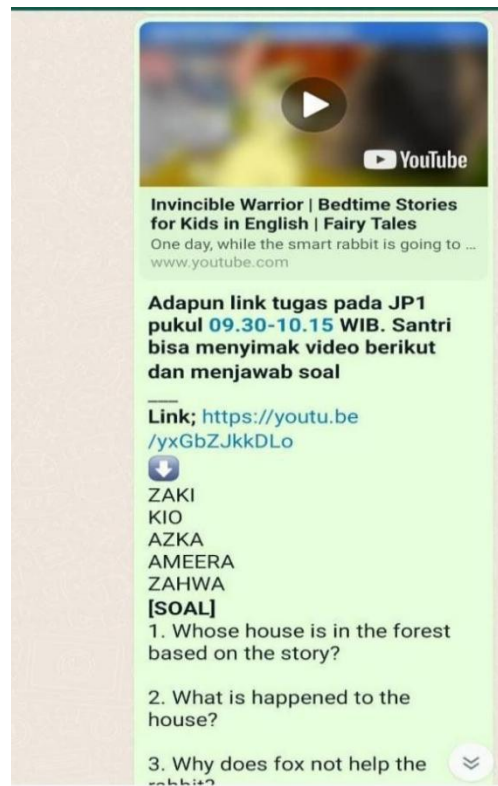 YouTube
Invincible Warrior | Bedtime Stories
for Kids in English | Fairy Tales
One day, while the smart rabbit is going to ...
www.youtube.com
Adapun link tugas pada JP1
pukul 09.30-10.15 WIB. Santri
bisa menyimak video berikut
dan menjawab soal
___
Link; https://youtu.be
/yxGbZJkkDLo
ZAKI
KIO
AZKA
AMEERA
ZAHWA
[SOAL]
1. Whose house is in the forest
based on the story?
2. What is happened to the
house?
3. Why does fox not help the
rabbit?